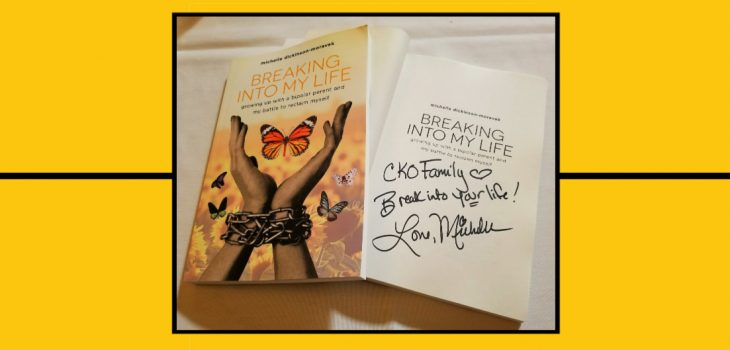 michelle dickinson-moravek
BREAKING
INTO MY LIFE
growing up with a bipolar parent and
my battle to reclaim myself
michelle dickinson-moravek
BREAKING
INTO MY LIFE
growing up with a bipolar parent and
my battle to reclaim myself
CKO Family ♡
Break into your life!
Love, Michelle